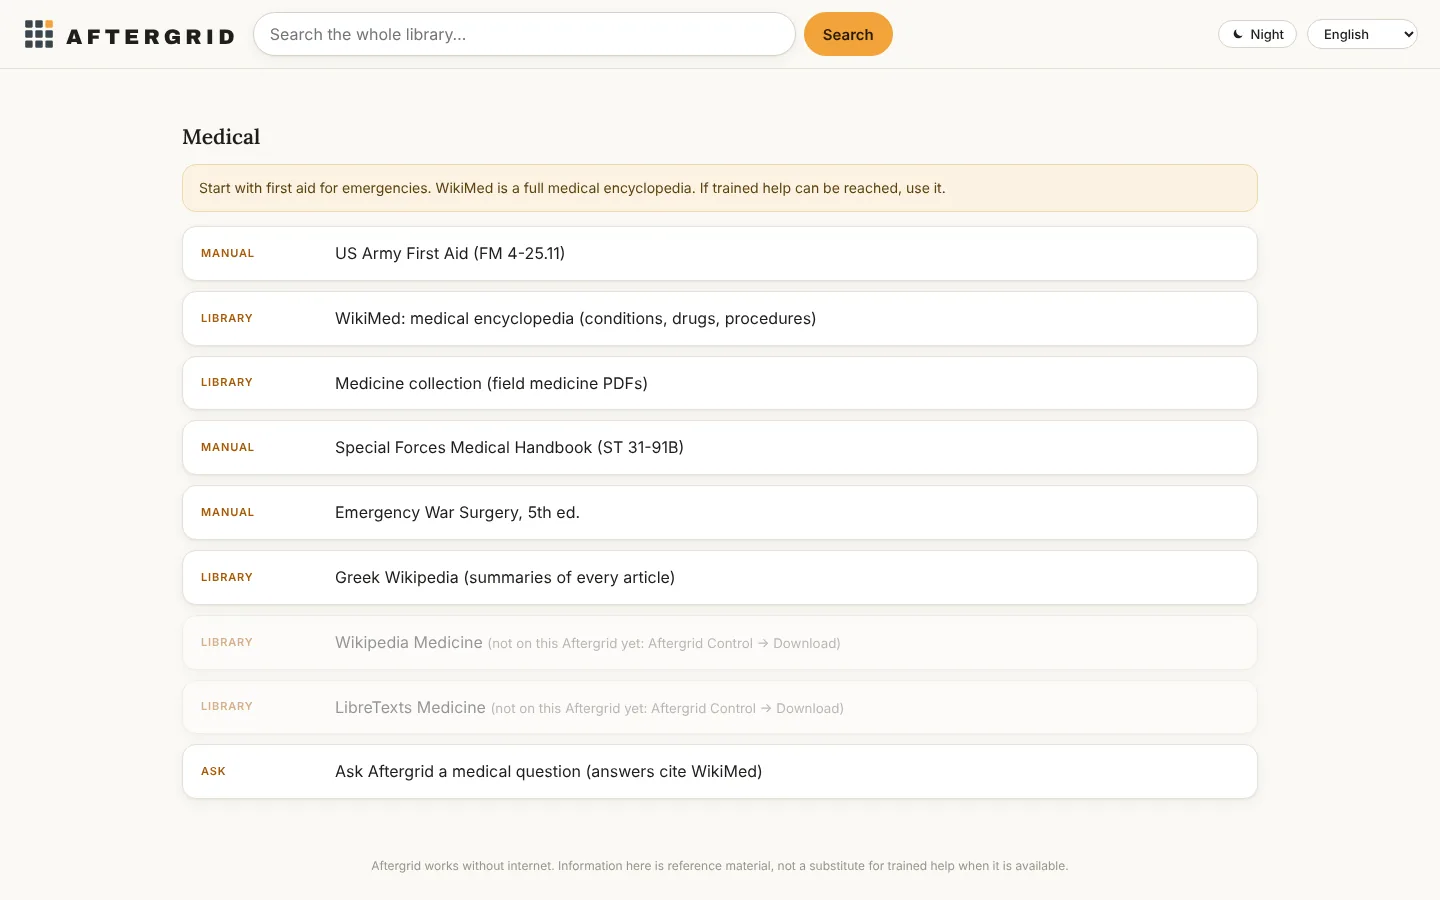 AFTERGRID
Search the whole library...
Search
Night
English
Medical
Start with first aid for emergencies. WikiMed is a full medical encyclopedia. If trained help can be reached, use it.
MANUAL US Army First Aid (FM 4-25.11)
LIBRARY WikiMed: medical encyclopedia (conditions, drugs, procedures)
LIBRARY Medicine collection (field medicine PDFs)
MANUAL Special Forces Medical Handbook (ST 31-91B)
MANUAL Emergency War Surgery, 5th ed.
LIBRARY Greek Wikipedia (summaries of every article)
LIBRARY Wikipedia Medicine (not on this Aftergrid yet: Aftergrid Control → Download)
LIBRARY LibreTexts Medicine (not on this Aftergrid yet: Aftergrid Control → Download)
ASK Ask Aftergrid a medical question (answers cite WikiMed)
Aftergrid works without internet. Information here is reference material, not a substitute for trained help when it is available.